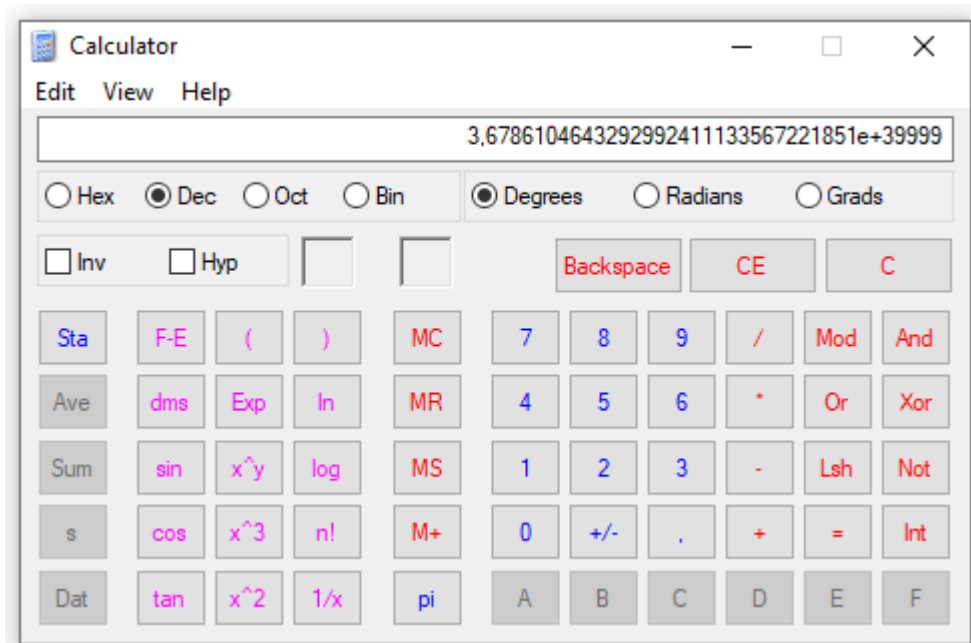 Calculator
Edit View Help
3,6786104643292992411133567221851e+39999
Hex Dec Oct Bin Degrees Radians Grads
Inv Hyp Backspace CE C
Sta F-E ( ) MC 7 8 9 / Mod And
Ave dms Exp ln MR 4 5 6 * Or Xor
Sum sin x^y log MS 1 2 3 - Lsh Not
s cos x^3 n! M+ 0 +/- , + = Int
Dat tan x^2 1/x pi A B C D E F